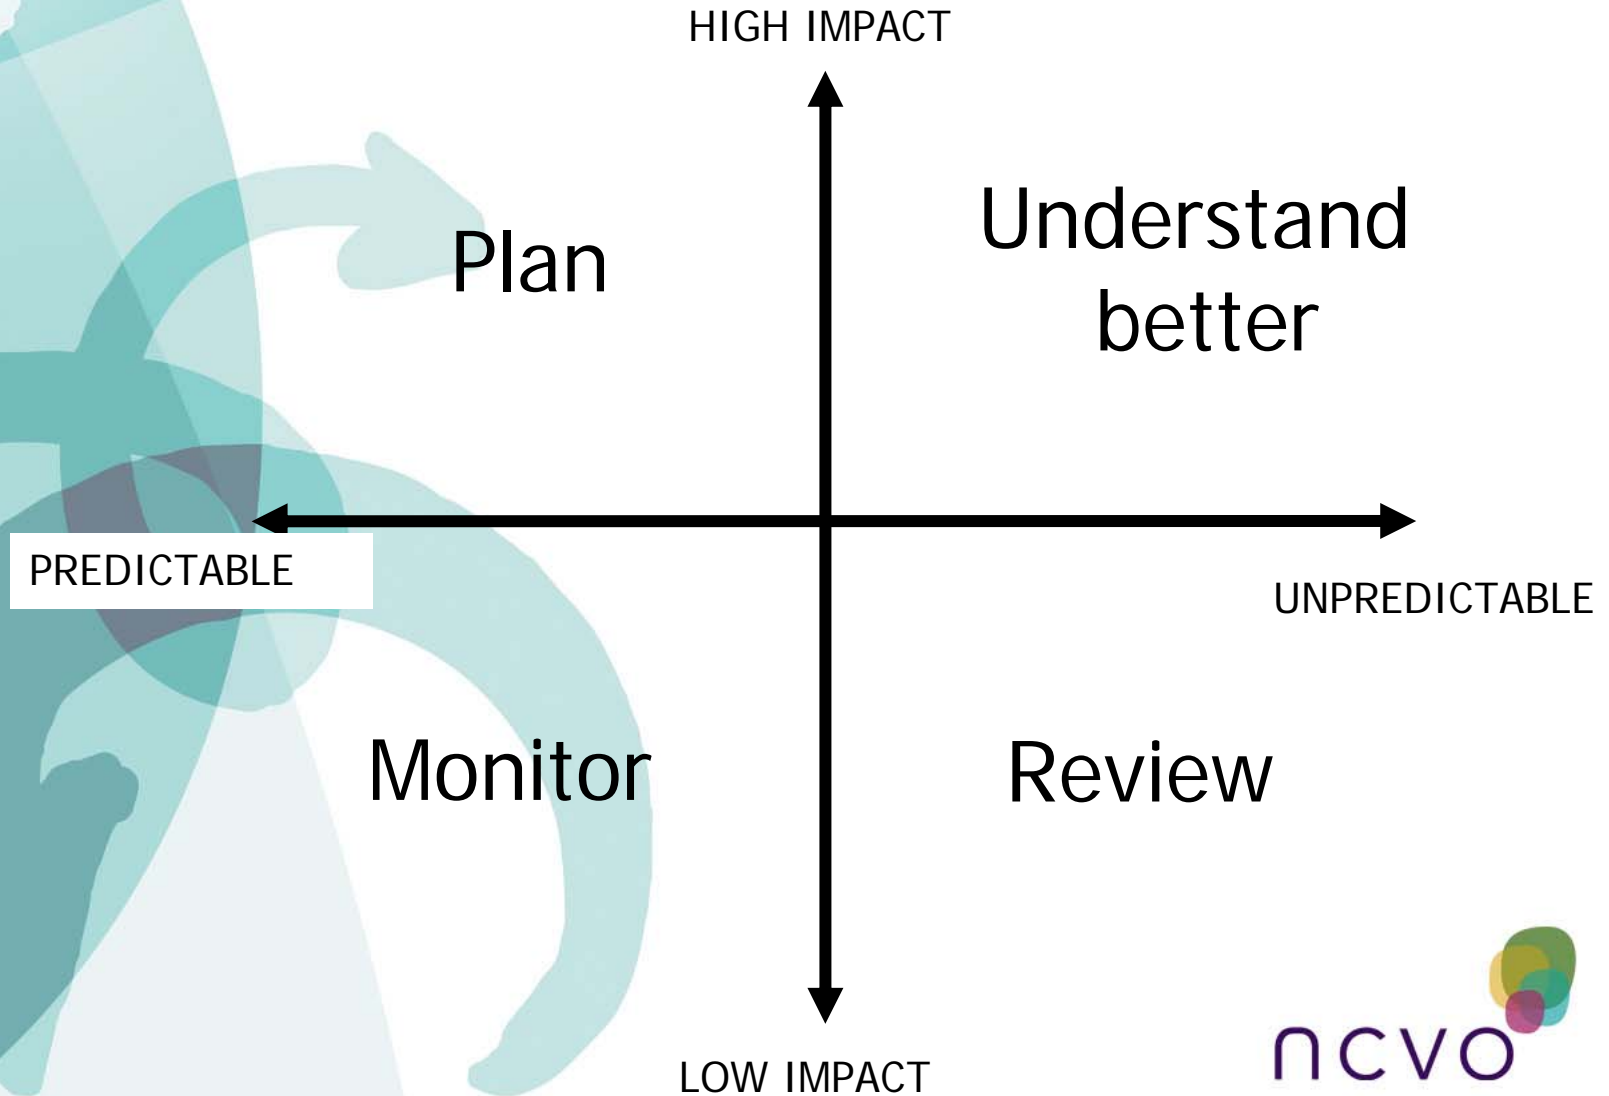 HIGH IMPACT
Plan
Understand
better
PREDICTABLE
UNPREDICTABLE
Monitor
Review
LOW IMPACT
ncvo